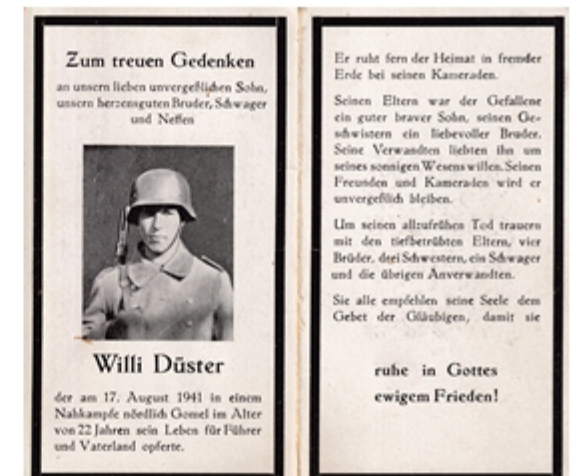 Zum treuen Gedenken
an unsern lieben unvergeßlichen Sohn,
unsern herzensguten Bruder, Schwager
und Neffen
Willi Düster
der am 17. August 1941 in einem
Nahkampfe nördlich Gomel im Alter
von 22 Jahren sein Leben für Führer
und Vaterland opferte.
Er ruht fern der Heimat in fremder
Erde bei seinen Kameraden.
Seinen Eltern war der Gefallene
ein guter braver Sohn, seinen Ge-
schwistern ein liebevoller Bruder.
Seine Verwandten liebten ihn um
seines sonnigen Wesens willen. Seinen
Freunden und Kameraden wird er
unvergeßlich bleiben.
Um seinen allzufrühen Tod trauern
mit den tiefbetrübten Eltern, vier
Brüder, drei Schwestern, ein Schwager
und die übrigen Anverwandten.
Sie alle empfehlen seine Seele dem
Gebet der Gläubigen, damit sie
ruhe in Gottes
ewigem Frieden!